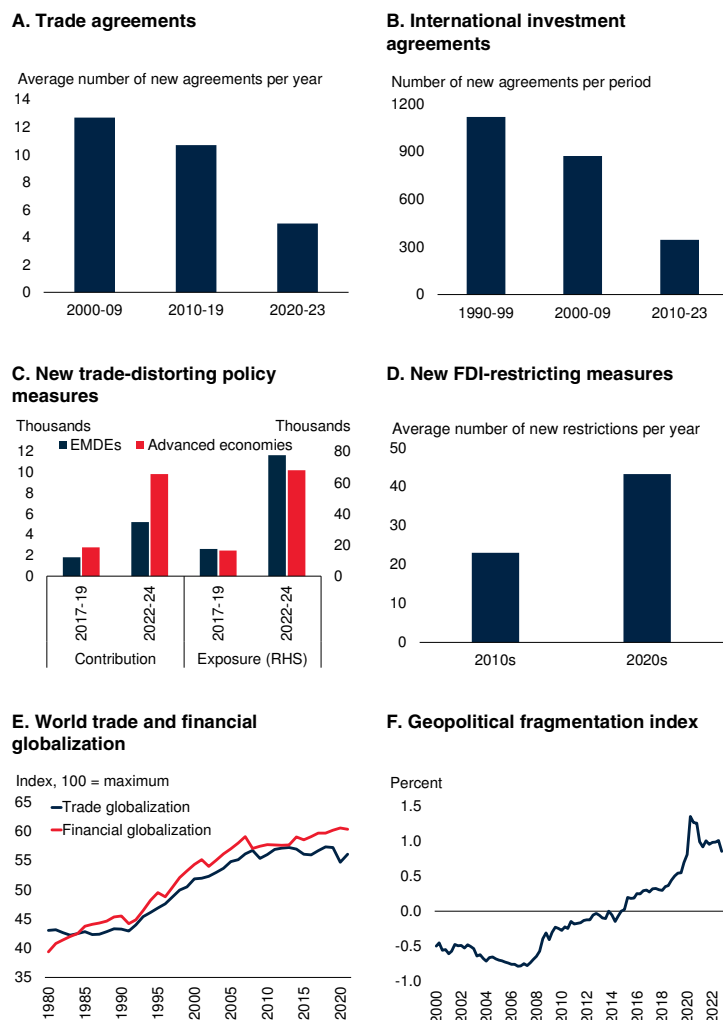 A. Trade agreements
Average number of new agreements per year
14
12
10
8
6
4
2
0
2000-09 2010-19 2020-23
B. International investment
agreements
Number of new agreements per period
1200
900
600
300
0
1990-99 2000-09 2010-23
C. New trade-distorting policy
measures
Thousands Thousands
EMDEs Advanced economies
12 80
10
8 60
6 40
4
2 20
0 0
2017-19 2022-24 2017-19 2022-24
Contribution Exposure (RHS)
D. New FDI-restricting measures
Average number of new restrictions per year
50
40
30
20
10
0
2010s 2020s
E. World trade and financial
globalization
Index, 100 = maximum
65
60
55
50
45
40
35
Trade globalization
Financial globalization
1980 1985 1990 1995 2000 2005 2010 2015 2020
F. Geopolitical fragmentation index
Percent
1.5
1.0
0.5
0.0
-0.5
-1.0
2000 2002 2004 2006 2008 2010 2012 2014 2016 2018 2020 2022